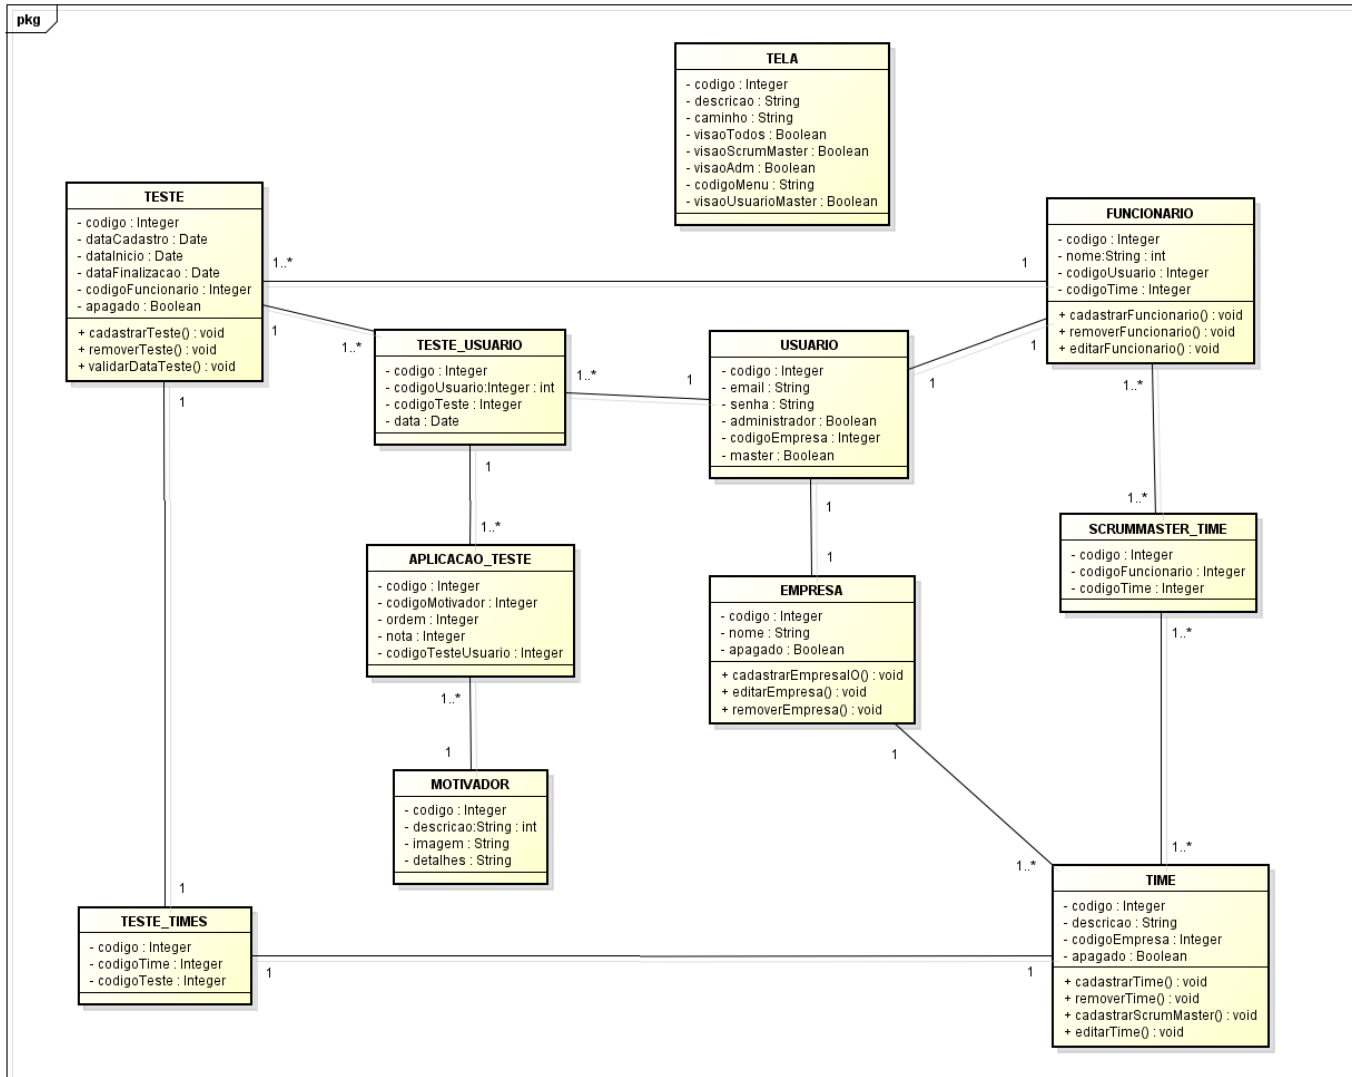 pkg
TELA
- codigo : Integer
- descricao : String
- caminho : String
- visaoTodos : Boolean
- visaoScrumMaster : Boolean
- visaoAdm : Boolean
- codigoMenu : String
- visaoUsuarioMaster : Boolean
TESTE
- codigo : Integer
- dataCadastro : Date
- dataInicio : Date
- dataFinalizacao : Date
- codigoFuncionario : Integer
- apagado : Boolean
+ cadastrarTeste() : void
+ removerTeste() : void
+ validarDataTeste() : void
1..*
1
FUNCIONARIO
- codigo : Integer
- nome:String : int
- codigoUsuario : Integer
- codigoTime : Integer
+ cadastrarFuncionario() : void
+ removerFuncionario() : void
+ editarFuncionario() : void
1
1..*
TESTE_USUARIO
- codigo : Integer
- codigoUsuario:Integer : int
- codigoTeste : Integer
- data : Date
1..*
1
USUARIO
- codigo : Integer
- email : String
- senha : String
- administrador : Boolean
- codigoEmpresa : Integer
- master : Boolean
1
1
1..*
1..*
SCRUMMASTER_TIME
- codigo : Integer
- codigoFuncionario : Integer
- codigoTime : Integer
1
1
1..*
APLICACAO_TESTE
- codigo : Integer
- codigoMotivador : Integer
- ordem : Integer
- nota : Integer
- codigoTesteUsuario : Integer
1
1
EMPRESA
- codigo : Integer
- nome : String
- apagado : Boolean
+ cadastrarEmpresaIO() : void
+ editarEmpresa() : void
+ removerEmpresa() : void
1..*
1..*
1
MOTIVADOR
- codigo : Integer
- descricao:String : int
- imagem : String
- detalhes : String
1
1..*
1..*
TIME
- codigo : Integer
- descricao : String
- codigoEmpresa : Integer
- apagado : Boolean
+ cadastrarTime() : void
+ removerTime() : void
+ cadastrarScrumMaster() : void
+ editarTime() : void
1
TESTE_TIMES
- codigo : Integer
- codigoTime : Integer
- codigoTeste : Integer
1
1